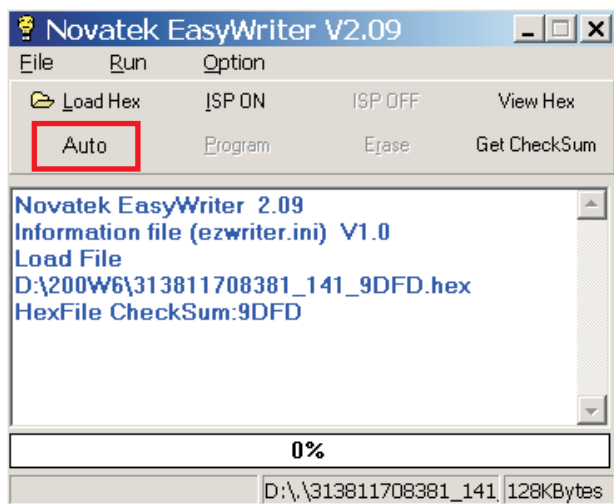 Novatek EasyWriter V2.09
File Run Option
Load Hex ISP ON ISP OFF View Hex
Auto Program Erase Get CheckSum
Novatek EasyWriter 2.09
Information file (ezwriter.ini) V1.0
Load File
D:\200W6\313811708381_141_9DFD.hex
HexFile CheckSum:9DFD
0%
D:\.\313811708381_141 128KBytes